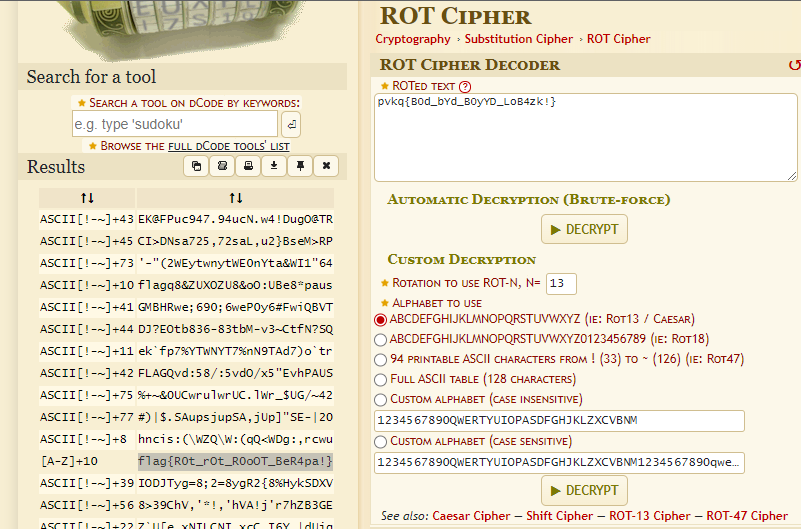 Search for a tool
★ Search a tool on dCode by keywords:
e.g. type 'sudoku'
★ Browse the full dCode tools' list
Results
↑↓ ↑↓
ASCII[!-~]+43 EK@FPuc947.94ucN.w4!DugO@TR
ASCII[!-~]+45 CI>DNsa725,72saL,u2}BseM>RP
ASCII[!-~]+73 '-"(2WEytwnytWE0nYta&WI1"64
ASCII[!-~]+10 flagq8&ZUXOZU8&oO:UBe8*paus
ASCII[!-~]+41 GMBHRwe;690;6weP0y6#FwiQBVT
ASCII[!-~]+44 DJ?EOtb836-83tbM-v3~CtfN?SQ
ASCII[!-~]+11 ek`fp7%YTWNYT7%nN9TAd7)o`tr
ASCII[!-~]+42 FLAGQvd:58/:5vdO/x5"EvhPAUS
ASCII[!-~]+75 %+~&0UCwrulwrUC.lWr_$UG/~42
ASCII[!-~]+77 #)|$.SAupsjupSA,jUp]"SE-|20
ASCII[!-~]+8 hncis:(\WZQ\W:(qQ<WDg:,rcwu
[A-Z]+10 flag{R0t_rOt_R0oOT_BeR4pa!}
ASCII[!-~]+39 IODJTyg=8;2=8ygR2{8%HykSDXV
ASCII[!-~]+56 8>39ChV,'*!,'hVA!j'r7hZB3GE
ROT Cipher
Cryptography › Substitution Cipher › ROT Cipher
ROT Cipher Decoder
★ ROTed text (?)
pvkq{B0d_bYd_B0yYD_LoB4zk!}
Automatic Decryption (Brute-force)
▶ DECRYPT
Custom Decryption
★ Rotation to use ROT-N, N= 13
★ Alphabet to use
ABCDEFGHIJKLMNOPQRSTUVWXYZ (ie: Rot13 / Caesar)
ABCDEFGHIJKLMNOPQRSTUVWXYZ0123456789 (ie: Rot18)
94 printable ASCII characters from ! (33) to ~ (126) (ie: Rot47)
Full ASCII table (128 characters)
Custom alphabet (case insensitive)
1234567890QWERTYUIOPASDFGHJKLZXCVBNM
Custom alphabet (case sensitive)
1234567890QWERTYUIOPASDFGHJKLZXCVBNM1234567890qwe…
▶ DECRYPT
See also: Caesar Cipher – Shift Cipher – ROT-13 Cipher – ROT-47 Cipher